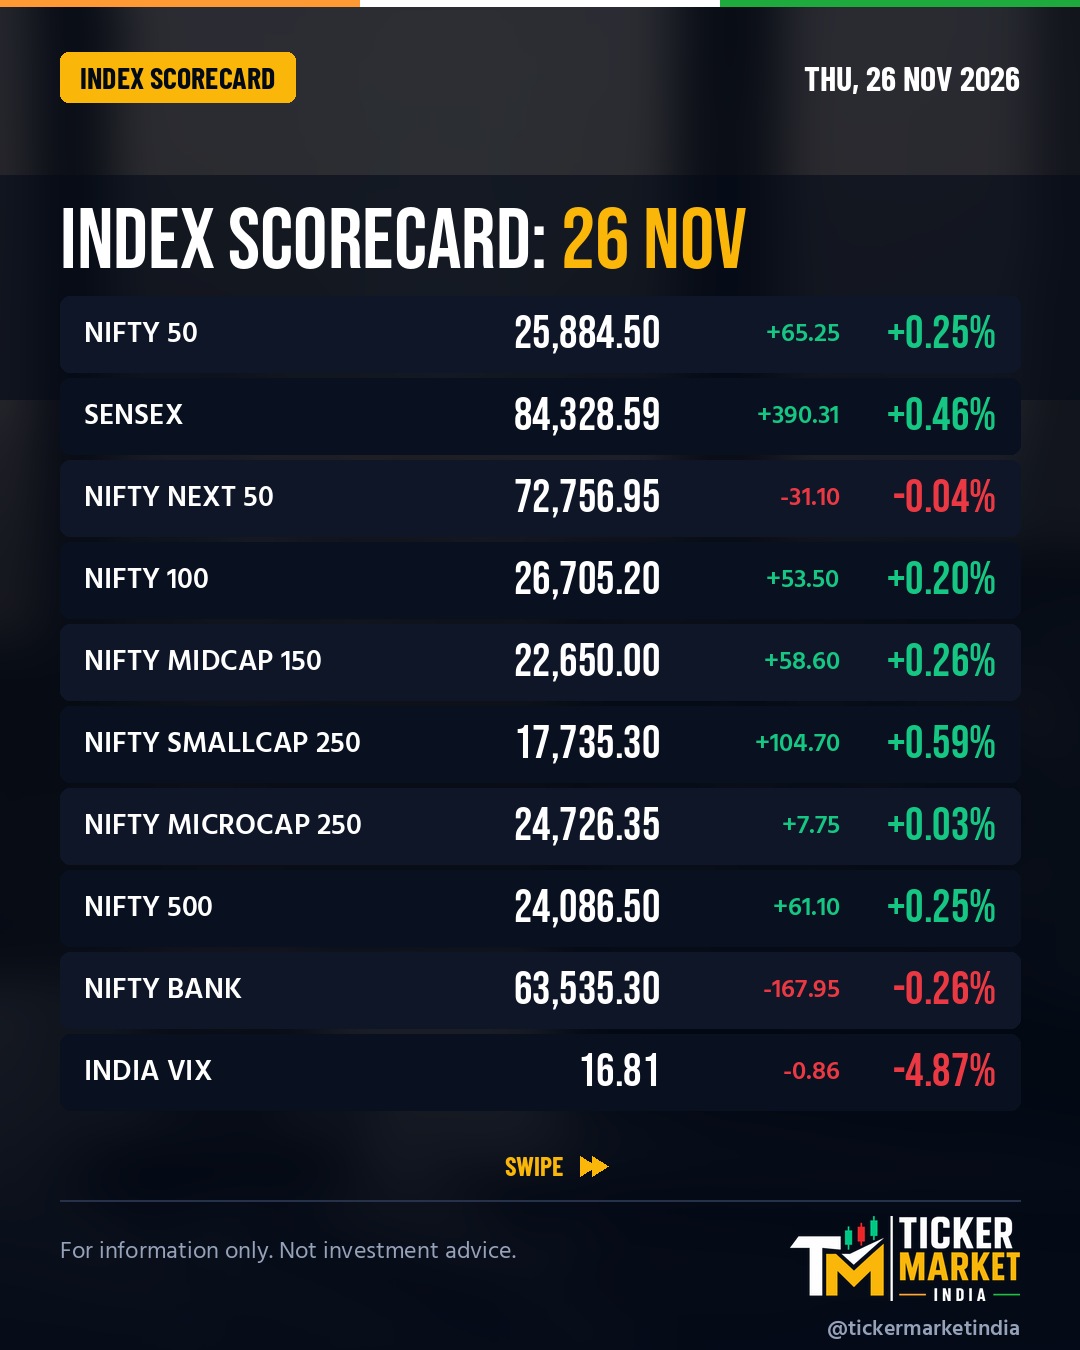 INDEX SCORECARD
THU, 26 NOV 2026
INDEX SCORECARD: 26 NOV
NIFTY 50 25,884.50 +65.25 +0.25%
SENSEX 84,328.59 +390.31 +0.46%
NIFTY NEXT 50 72,756.95 -31.10 -0.04%
NIFTY 100 26,705.20 +53.50 +0.20%
NIFTY MIDCAP 150 22,650.00 +58.60 +0.26%
NIFTY SMALLCAP 250 17,735.30 +104.70 +0.59%
NIFTY MICROCAP 250 24,726.35 +7.75 +0.03%
NIFTY 500 24,086.50 +61.10 +0.25%
NIFTY BANK 63,535.30 -167.95 -0.26%
INDIA VIX 16.81 -0.86 -4.87%
SWIPE
For information only. Not investment advice.
TM
TICKER
MARKET
INDIA
@tickermarketindia